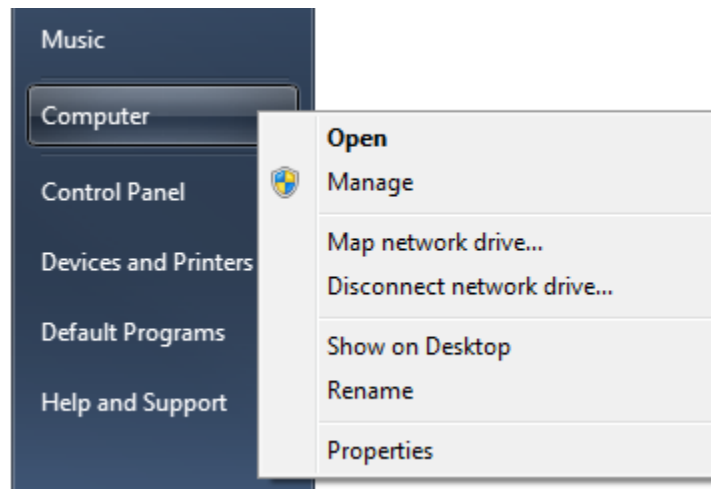 Music
Computer
Control Panel
Devices and Printers
Default Programs
Help and Support
Open
Manage
Map network drive...
Disconnect network drive...
Show on Desktop
Rename
Properties